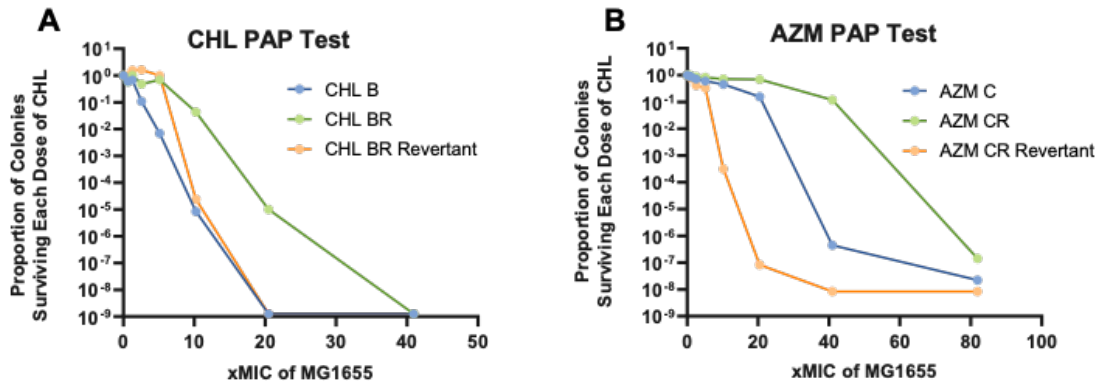 A
CHL PAP Test
Proportion of Colonies
Surviving Each Dose of CHL
10^1
10^0
10^-1
10^-2
10^-3
10^-4
10^-5
10^-6
10^-7
10^-8
10^-9
CHL B
CHL BR
CHL BR Revertant
0 10 20 30 40 50
xMIC of MG1655
B
AZM PAP Test
Proportion of Colonies
Surviving Each Dose of CHL
10^1
10^0
10^-1
10^-2
10^-3
10^-4
10^-5
10^-6
10^-7
10^-8
10^-9
AZM C
AZM CR
AZM CR Revertant
0 20 40 60 80 100
xMIC of MG1655